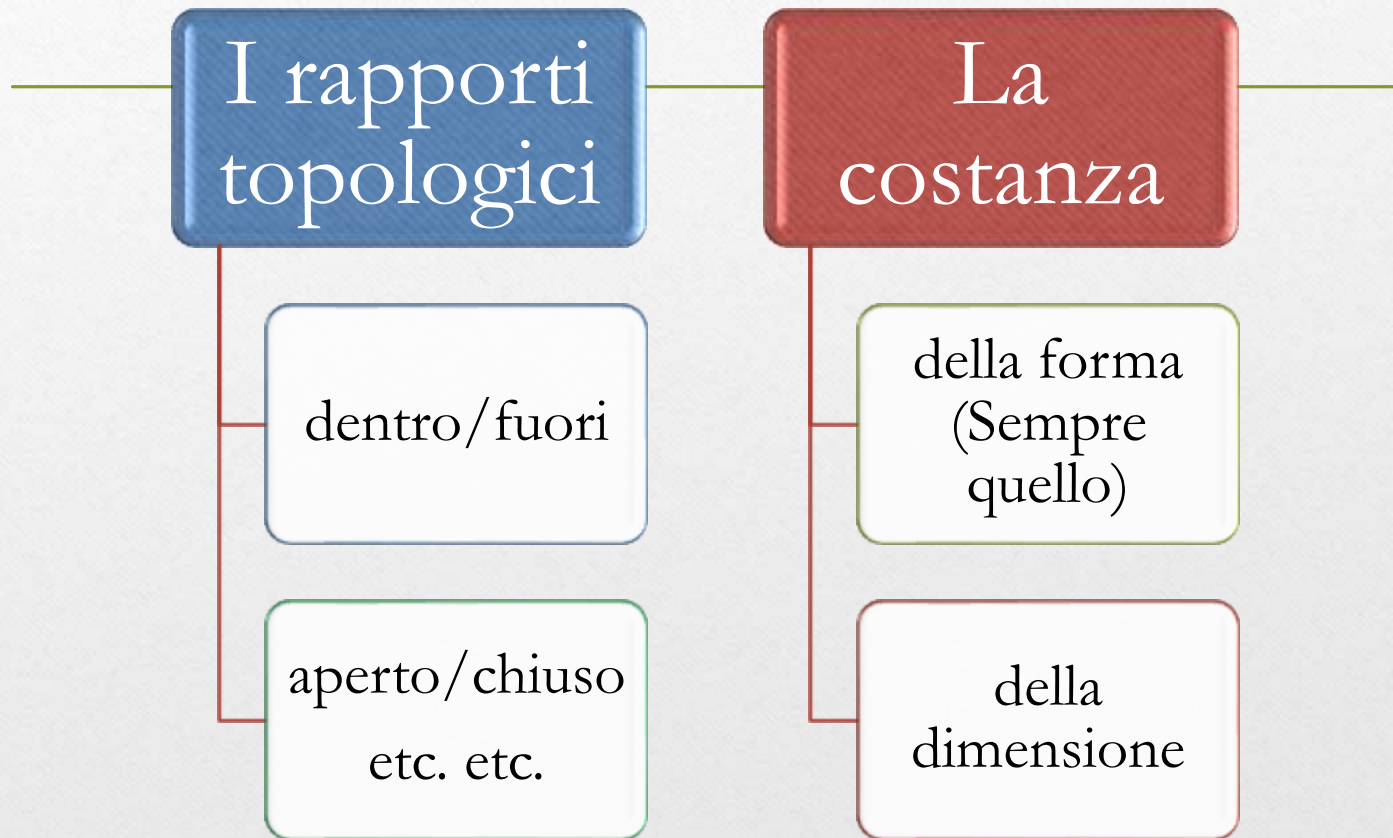 I rapporti
topologici
dentro/fuori
aperto/chiuso
etc. etc.
La
costanza
della forma
(Sempre
quello)
della
dimensione